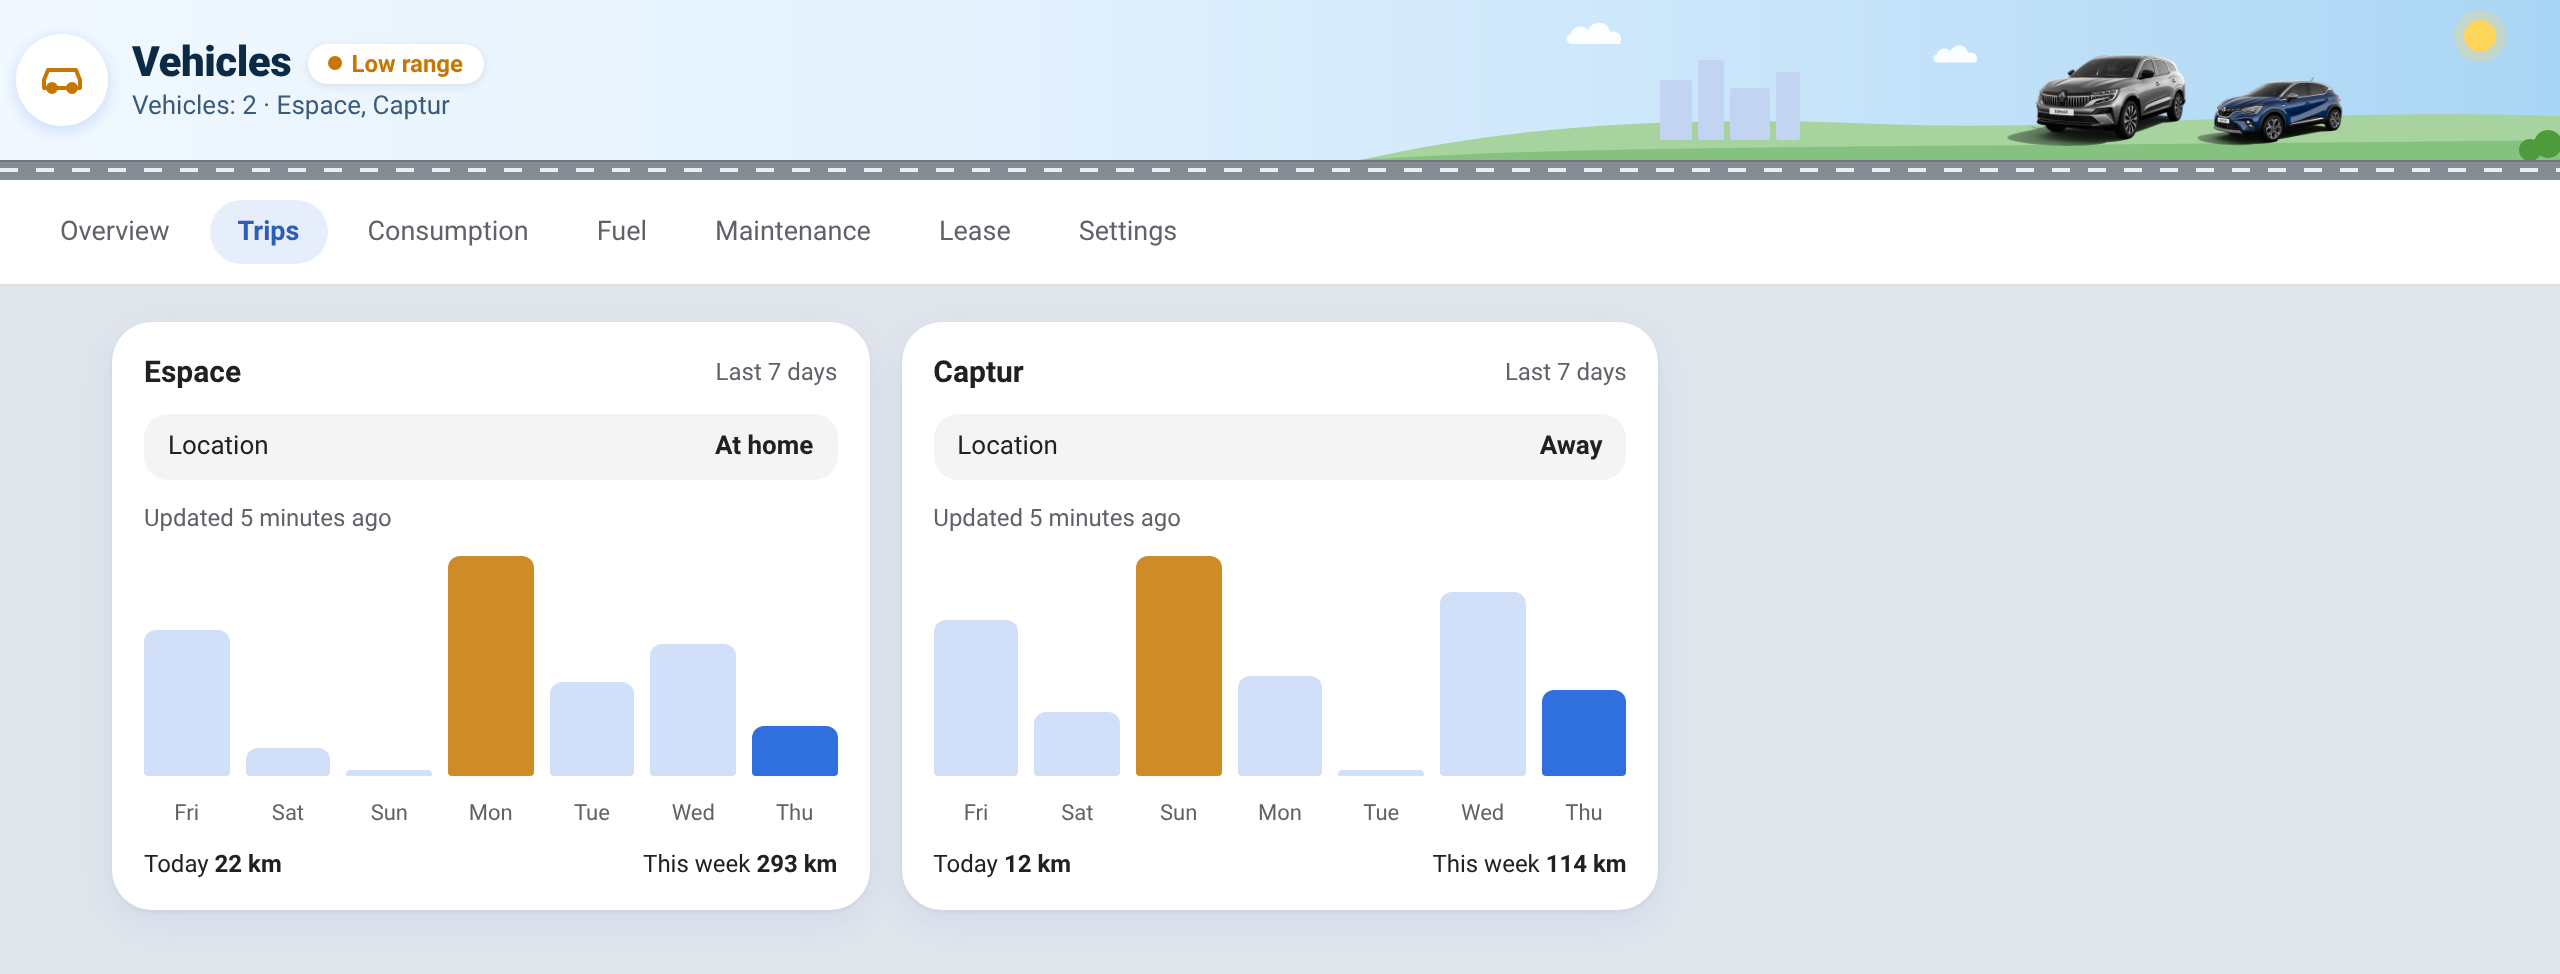 Vehicles
Low range
Vehicles: 2 · Espace, Captur
Overview
Trips
Consumption
Fuel
Maintenance
Lease
Settings
Espace
Last 7 days
Location
At home
Updated 5 minutes ago
Fri
Sat
Sun
Mon
Tue
Wed
Thu
Today 22 km
This week 293 km
Captur
Last 7 days
Location
Away
Updated 5 minutes ago
Fri
Sat
Sun
Mon
Tue
Wed
Thu
Today 12 km
This week 114 km